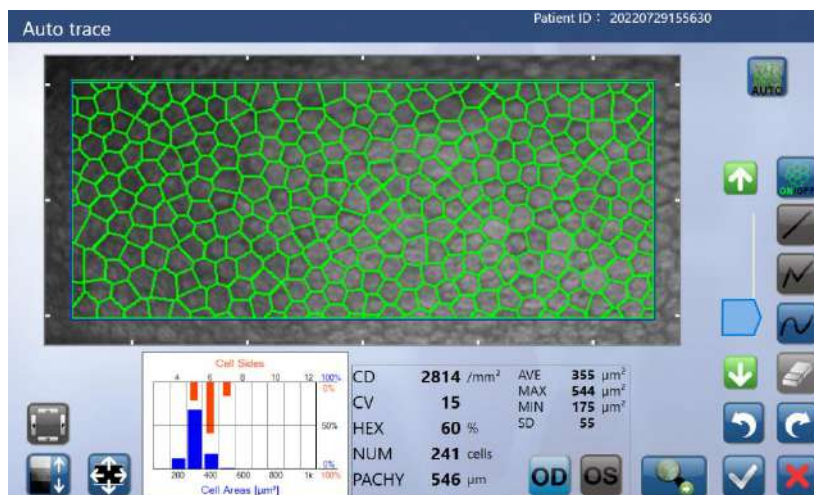 Patient ID : 20220729155630
Auto trace
AUTO
ON/OFF
Cell Sides
4 6 8 10 12 100%
0%
50%
0%
200 400 600 800 1k 100%
Cell Areas [µm²]
CD 2814 /mm²
CV 15
HEX 60 %
NUM 241 cells
PACHY 546 µm
AVE 355 µm²
MAX 544 µm²
MIN 175 µm²
SD 55
OD OS